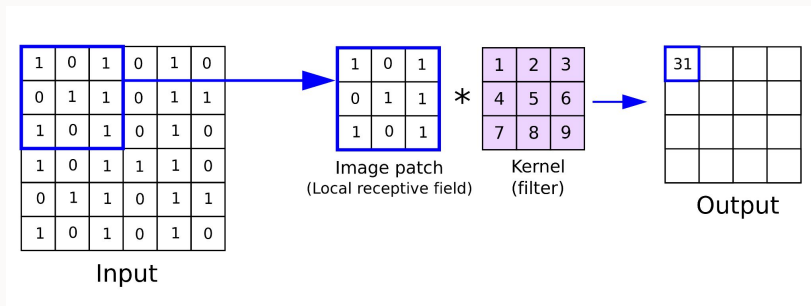 1 0 1 0 1 0
0 1 1 0 1 1
1 0 1 0 1 0
1 0 1 1 1 0
0 1 1 0 1 1
1 0 1 0 1 0
Input
1 0 1
0 1 1
1 0 1
Image patch
(Local receptive field)
*
1 2 3
4 5 6
7 8 9
Kernel
(filter)
31
Output